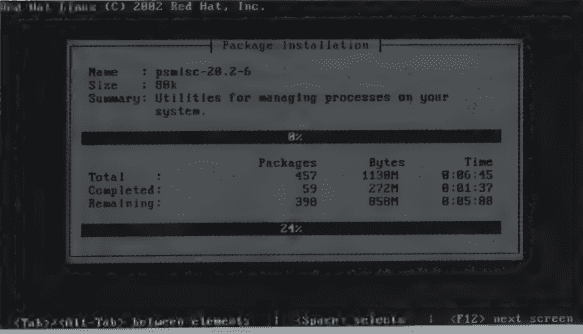 Red Hat Linux (C) 2002 Red Hat, Inc.
Package Installation
Name : psmisc-20.2-6
Size : 80k
Summary: Utilities for managing processes on your
system.
0%
Packages Bytes Time
Total : 457 1130M 0:06:45
Completed: 59 272M 0:01:37
Remaining: 398 858M 0:05:08
24%
<Tab>/<Alt-Tab> between elements | <Space> selects | <F12> next screen